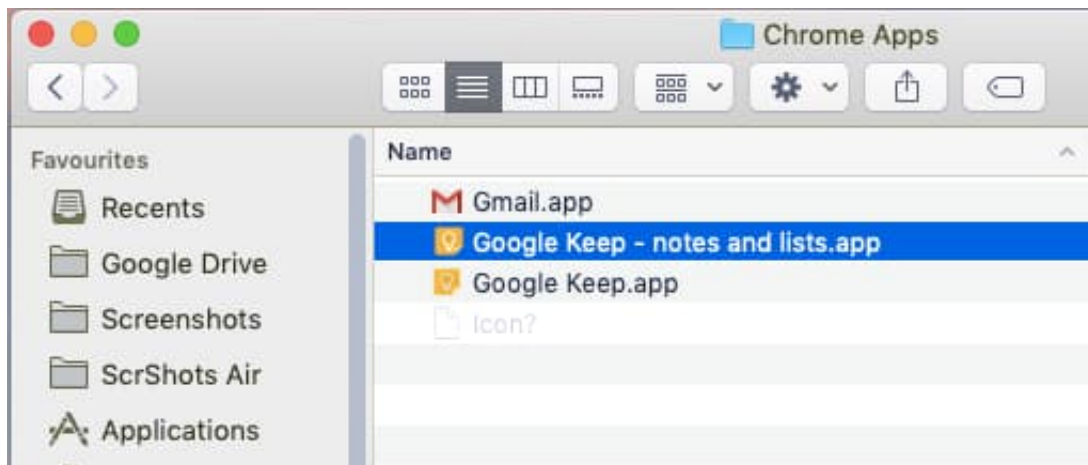 Chrome Apps
Favourites
Recents
Google Drive
Screenshots
ScrShots Air
Applications
Name
Gmail.app
Google Keep - notes and lists.app
Google Keep.app
Icon?